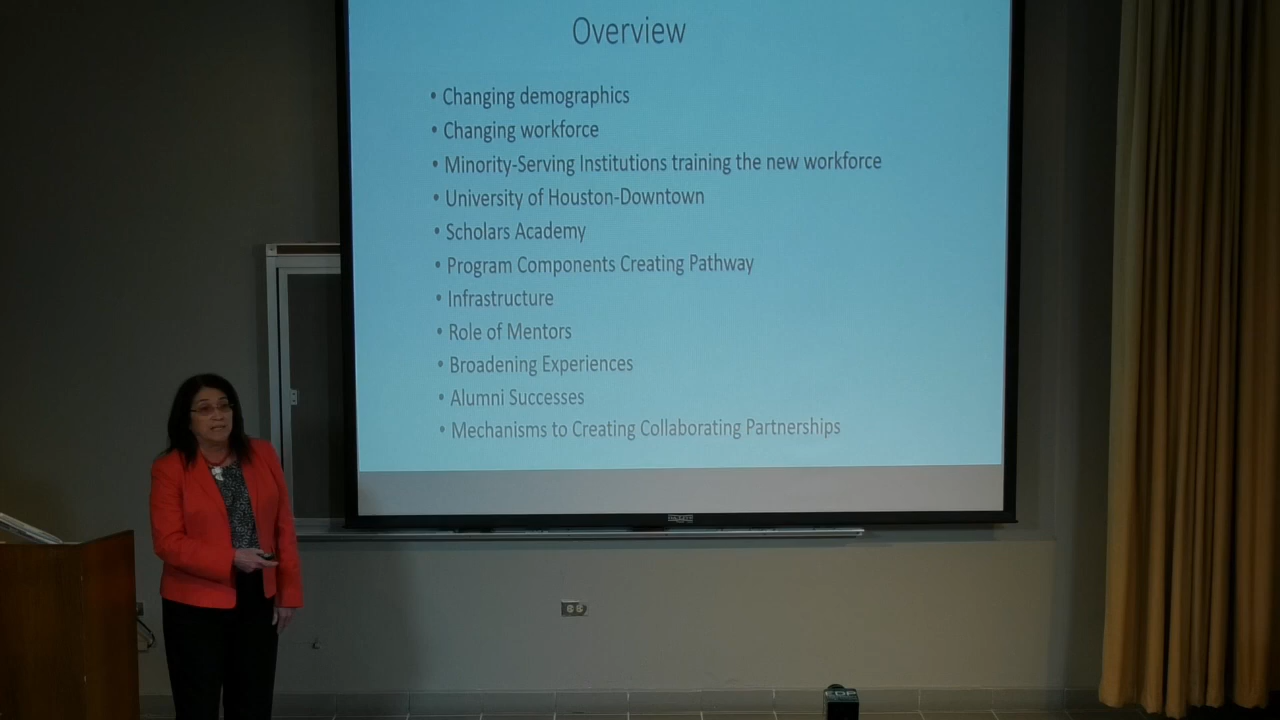 Overview
• Changing demographics
• Changing workforce
• Minority-Serving Institutions training the new workforce
• University of Houston-Downtown
• Scholars Academy
• Program Components Creating Pathway
• Infrastructure
• Role of Mentors
• Broadening Experiences
• Alumni Successes
• Mechanisms to Creating Collaborating Partnerships